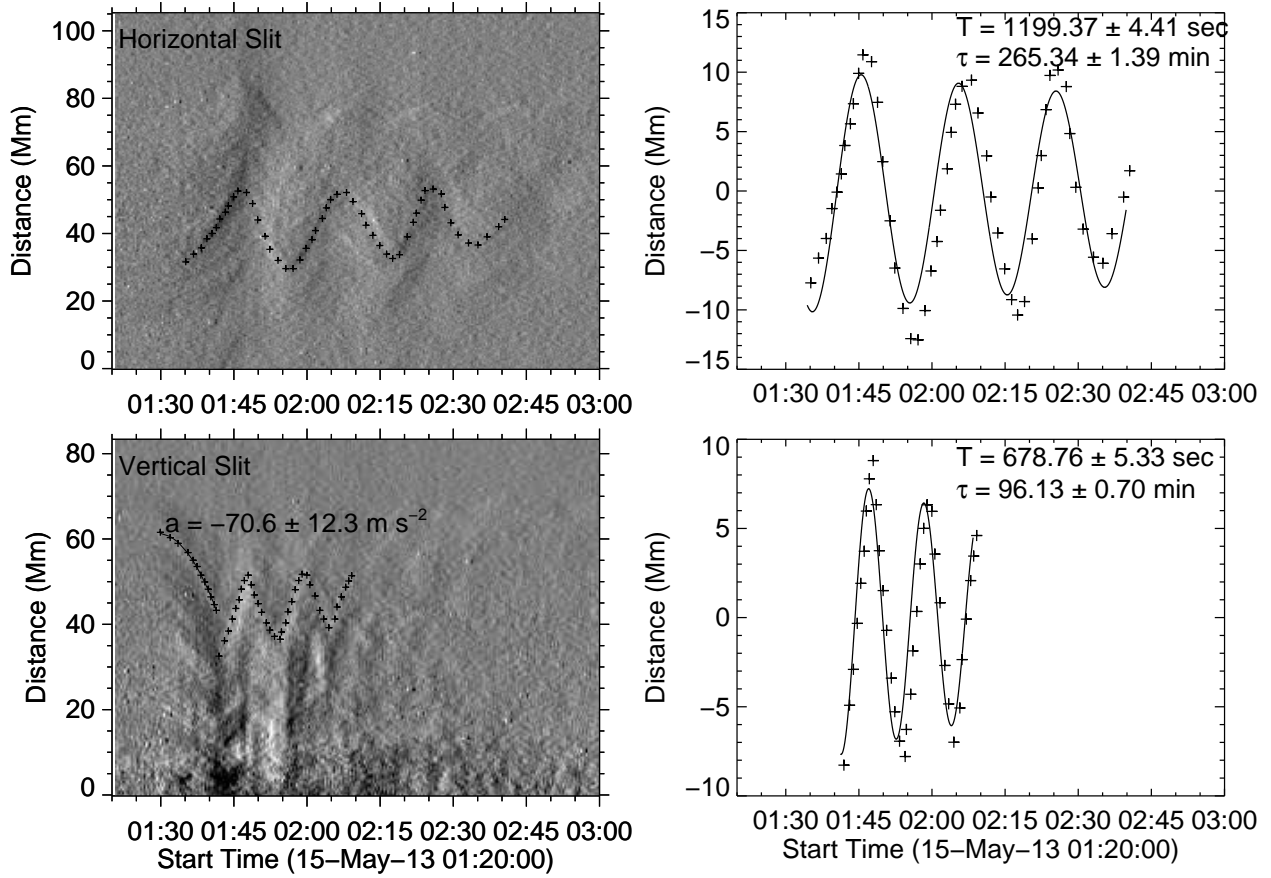 Horizontal Slit
Distance (Mm)
100
80
60
40
20
0
01:30 01:45 02:00 02:15 02:30 02:45 03:00
T = 1199.37 ± 4.41 sec
τ = 265.34 ± 1.39 min
Distance (Mm)
15
10
5
0
−5
−10
−15
01:30 01:45 02:00 02:15 02:30 02:45 03:00
Vertical Slit
a = −70.6 ± 12.3 m s⁻²
Distance (Mm)
80
60
40
20
0
01:30 01:45 02:00 02:15 02:30 02:45 03:00
Start Time (15−May−13 01:20:00)
T = 678.76 ± 5.33 sec
τ = 96.13 ± 0.70 min
Distance (Mm)
10
5
0
−5
−10
01:30 01:45 02:00 02:15 02:30 02:45 03:00
Start Time (15−May−13 01:20:00)